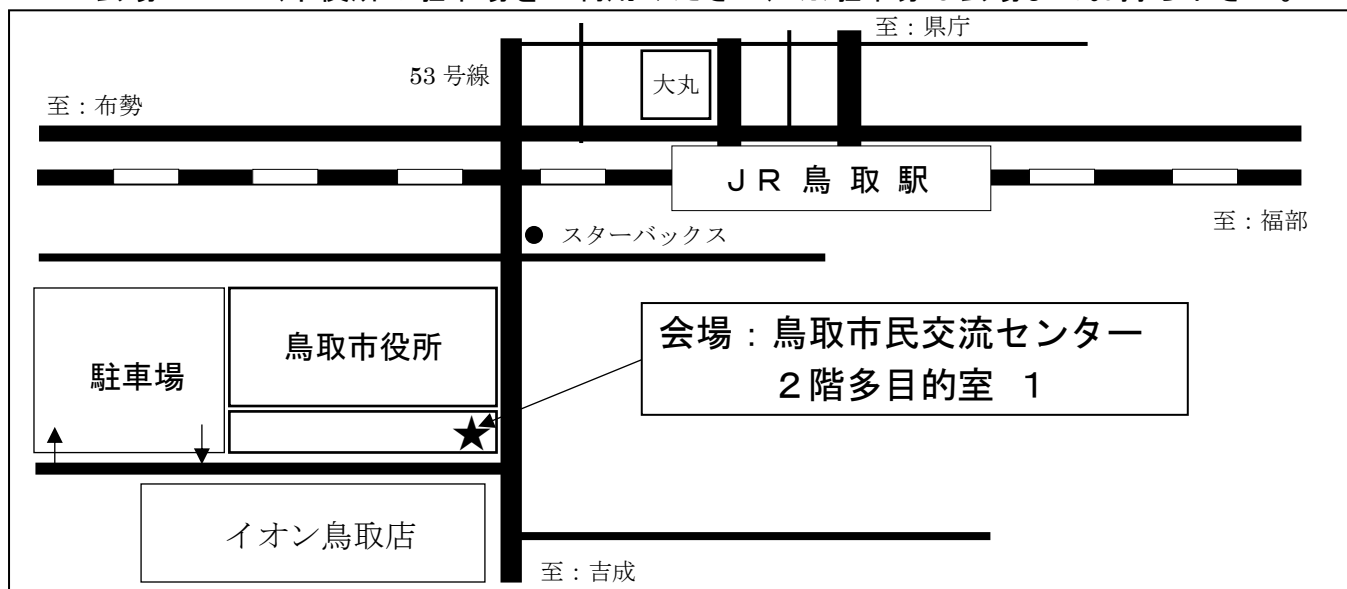 至：県庁
53 号線
大丸
至：布勢
ＪＲ 鳥 取 駅
至：福部
● スターバックス
鳥取市役所
会場：鳥取市民交流センター
２階多目的室　１
駐車場
★
イオン鳥取店
至：吉成